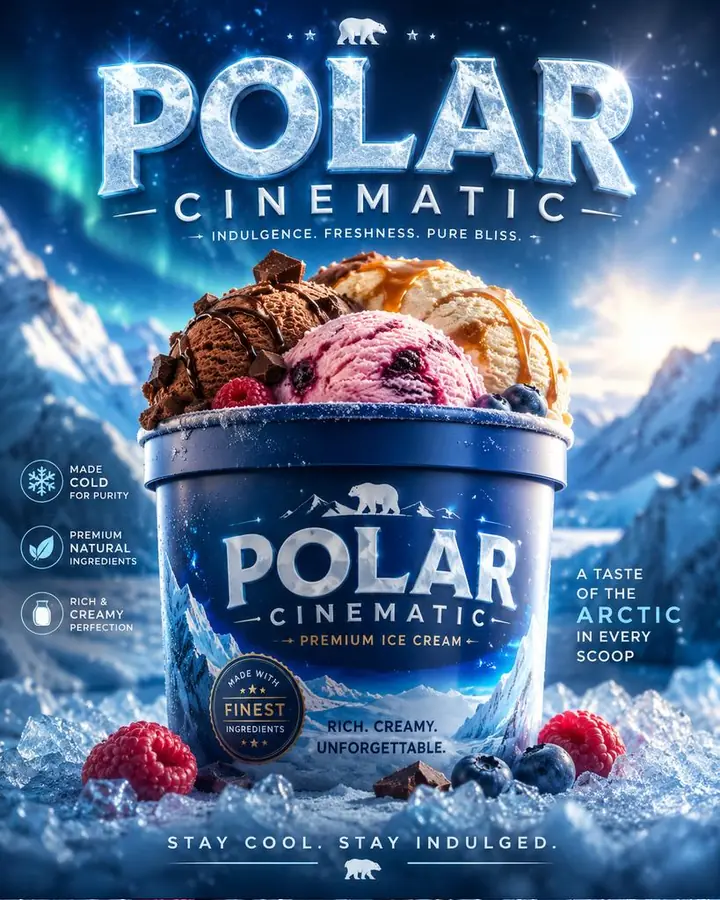 POLAR
CINEMATIC
INDULGENCE. FRESHNESS. PURE BLISS.
MADE
COLD
FOR PURITY
PREMIUM
NATURAL
INGREDIENTS
RICH &
CREAMY
PERFECTION
POLAR
CINEMATIC
PREMIUM ICE CREAM
MADE WITH
FINEST
INGREDIENTS
RICH. CREAMY.
UNFORGETTABLE.
A TASTE
OF THE
ARCTIC
IN EVERY
SCOOP
STAY COOL. STAY INDULGED.